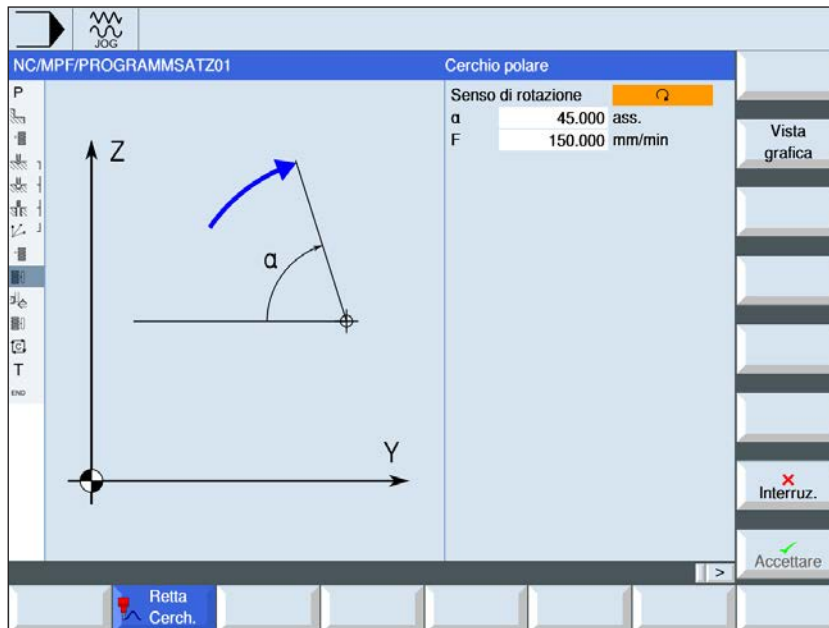 JOG
NC/MPF/PROGRAMMSATZ01
Cerchio polare
P
T
END
Z
α
Y
Senso di rotazione
α 45.000 ass.
F 150.000 mm/min
Vista
grafica
Interruz.
Accettare
>
Retta
Cerch.